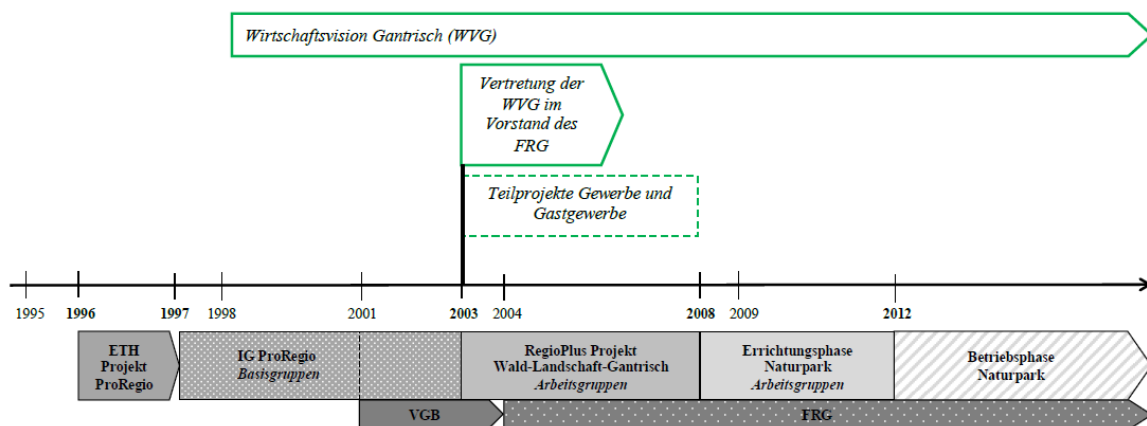 Wirtschaftsvision Gantrisch (WVG)
Vertretung der
WVG im
Vorstand des
FRG
Teilprojekte Gewerbe und
Gastgewerbe
1995 1996 1997 1998 2001 2003 2004 2008 2009 2012
ETH
Projekt
ProRegio
IG ProRegio
Basisgruppen
RegioPlus Projekt
Wald-Landschaft-Gantrisch
Arbeitsgruppen
Errichtungsphase
Naturpark
Arbeitsgruppen
Betriebsphase
Naturpark
VGB
FRG